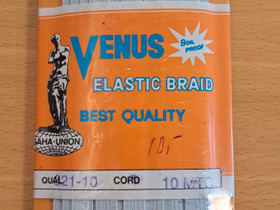 VENUS
BOIL
PROOF
ELASTIC BRAID
BEST QUALITY
SAHA-UNION
10,-
QUAL 421-10 CORD 10 MTS